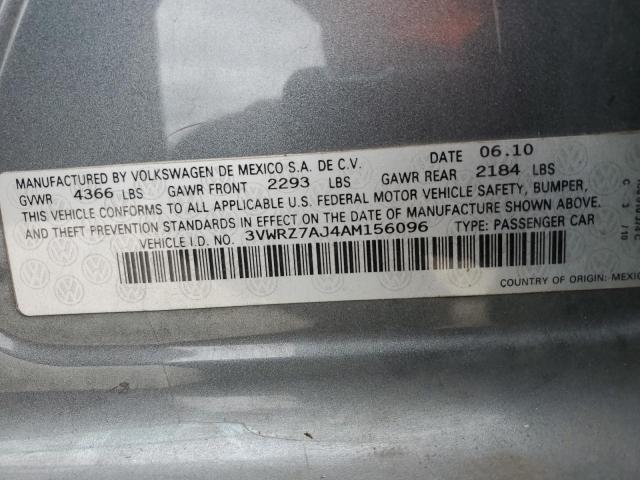 MANUFACTURED BY VOLKSWAGEN DE MEXICO S.A. DE C.V. DATE 06.10
GVWR 4366 LBS GAWR FRONT 2293 LBS GAWR REAR 2184 LBS
THIS VEHICLE CONFORMS TO ALL APPLICABLE U.S. FEDERAL MOTOR VEHICLE SAFETY, BUMPER,
AND THEFT PREVENTION STANDARDS IN EFFECT ON THE DATE OF MANUFACTURE SHOWN ABOVE.
VEHICLE I.D. NO. 3VWRZ7AJ4AM156096 TYPE: PASSENGER CAR
COUNTRY OF ORIGIN: MEXIC